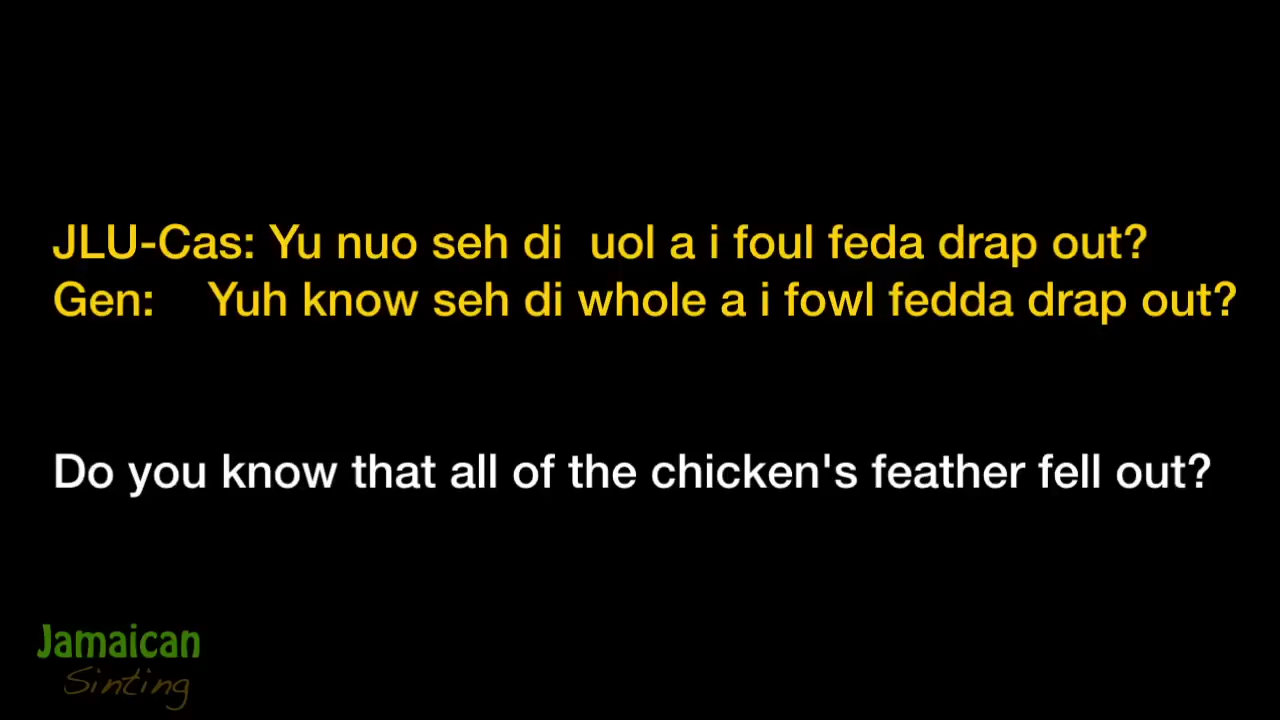 JLU-Cas: Yu nuo seh di  uol a i foul feda drap out?
Gen:    Yuh know seh di whole a i fowl fedda drap out?
Do you know that all of the chicken's feather fell out?
Jamaican
Sinting